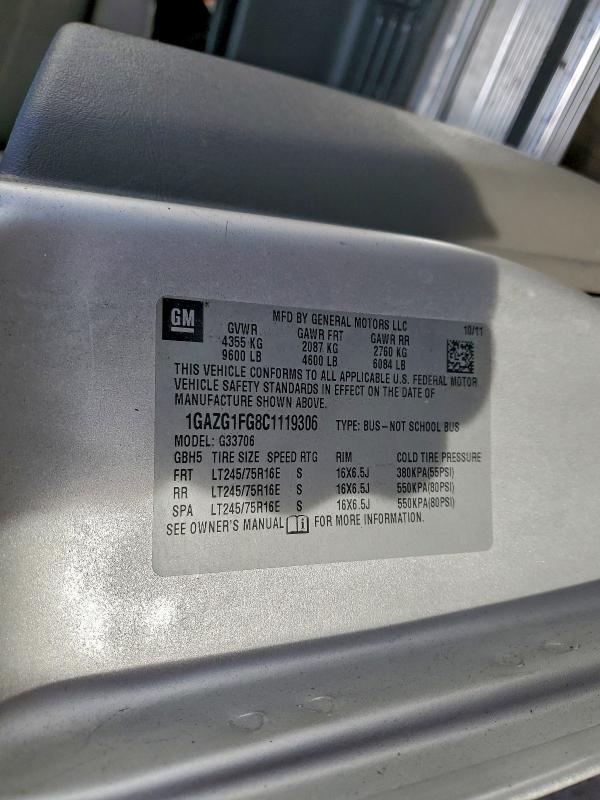 GM
MFD BY GENERAL MOTORS LLC 10/11
GVWR GAWR FRT GAWR RR
4355 KG 2087 KG 2760 KG
9600 LB 4600 LB 6084 LB
THIS VEHICLE CONFORMS TO ALL APPLICABLE U.S. FEDERAL MOTOR
VEHICLE SAFETY STANDARDS IN EFFECT ON THE DATE OF
MANUFACTURE SHOWN ABOVE.
1GAZG1FG8C1119306 TYPE: BUS-NOT SCHOOL BUS
MODEL: G33706
GBH5 TIRE SIZE SPEED RTG RIM COLD TIRE PRESSURE
FRT LT245/75R16E S 16X6.5J 380KPA(55PSI)
RR LT245/75R16E S 16X6.5J 550KPA(80PSI)
SPA LT245/75R16E S 16X6.5J 550KPA(80PSI)
SEE OWNER'S MANUAL FOR MORE INFORMATION.